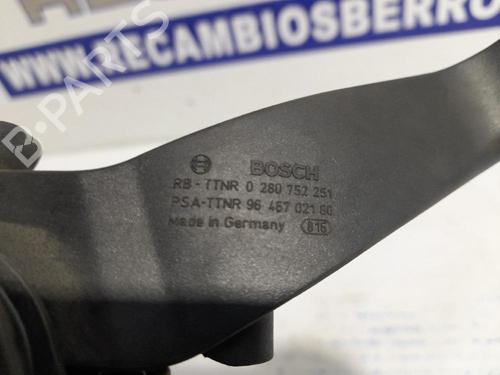 WWW.
RECAMBIOSBERRO
B-PARTS
BOSCH
RB-TTNR 0 280 752 251
PSA-TTNR 96 467 021 80
Made in Germany 816